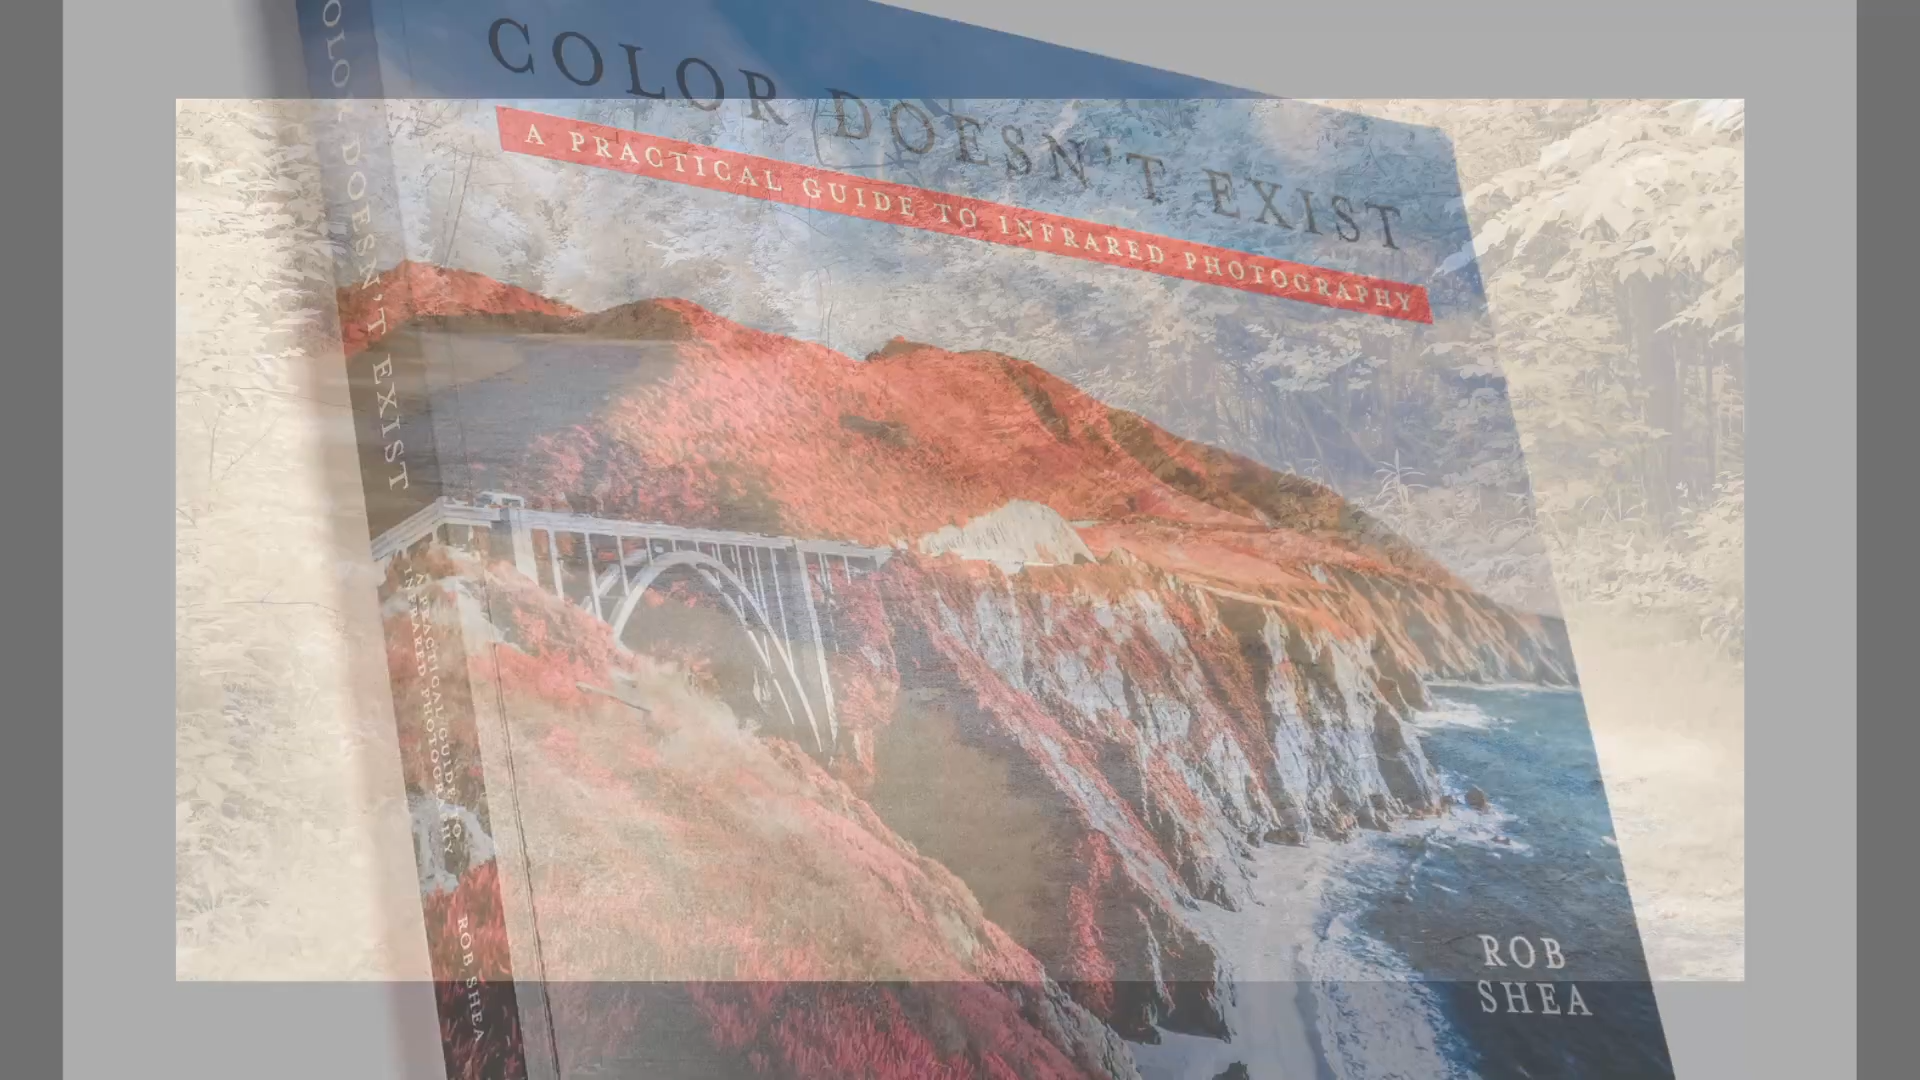 COLOR DOESN'T EXIST
A PRACTICAL GUIDE TO INFRARED PHOTOGRAPHY
ROB
SHEA
COLOR DOESN'T EXIST
A PRACTICAL GUIDE TO
INFRARED PHOTOGRAPHY
ROB SHEA